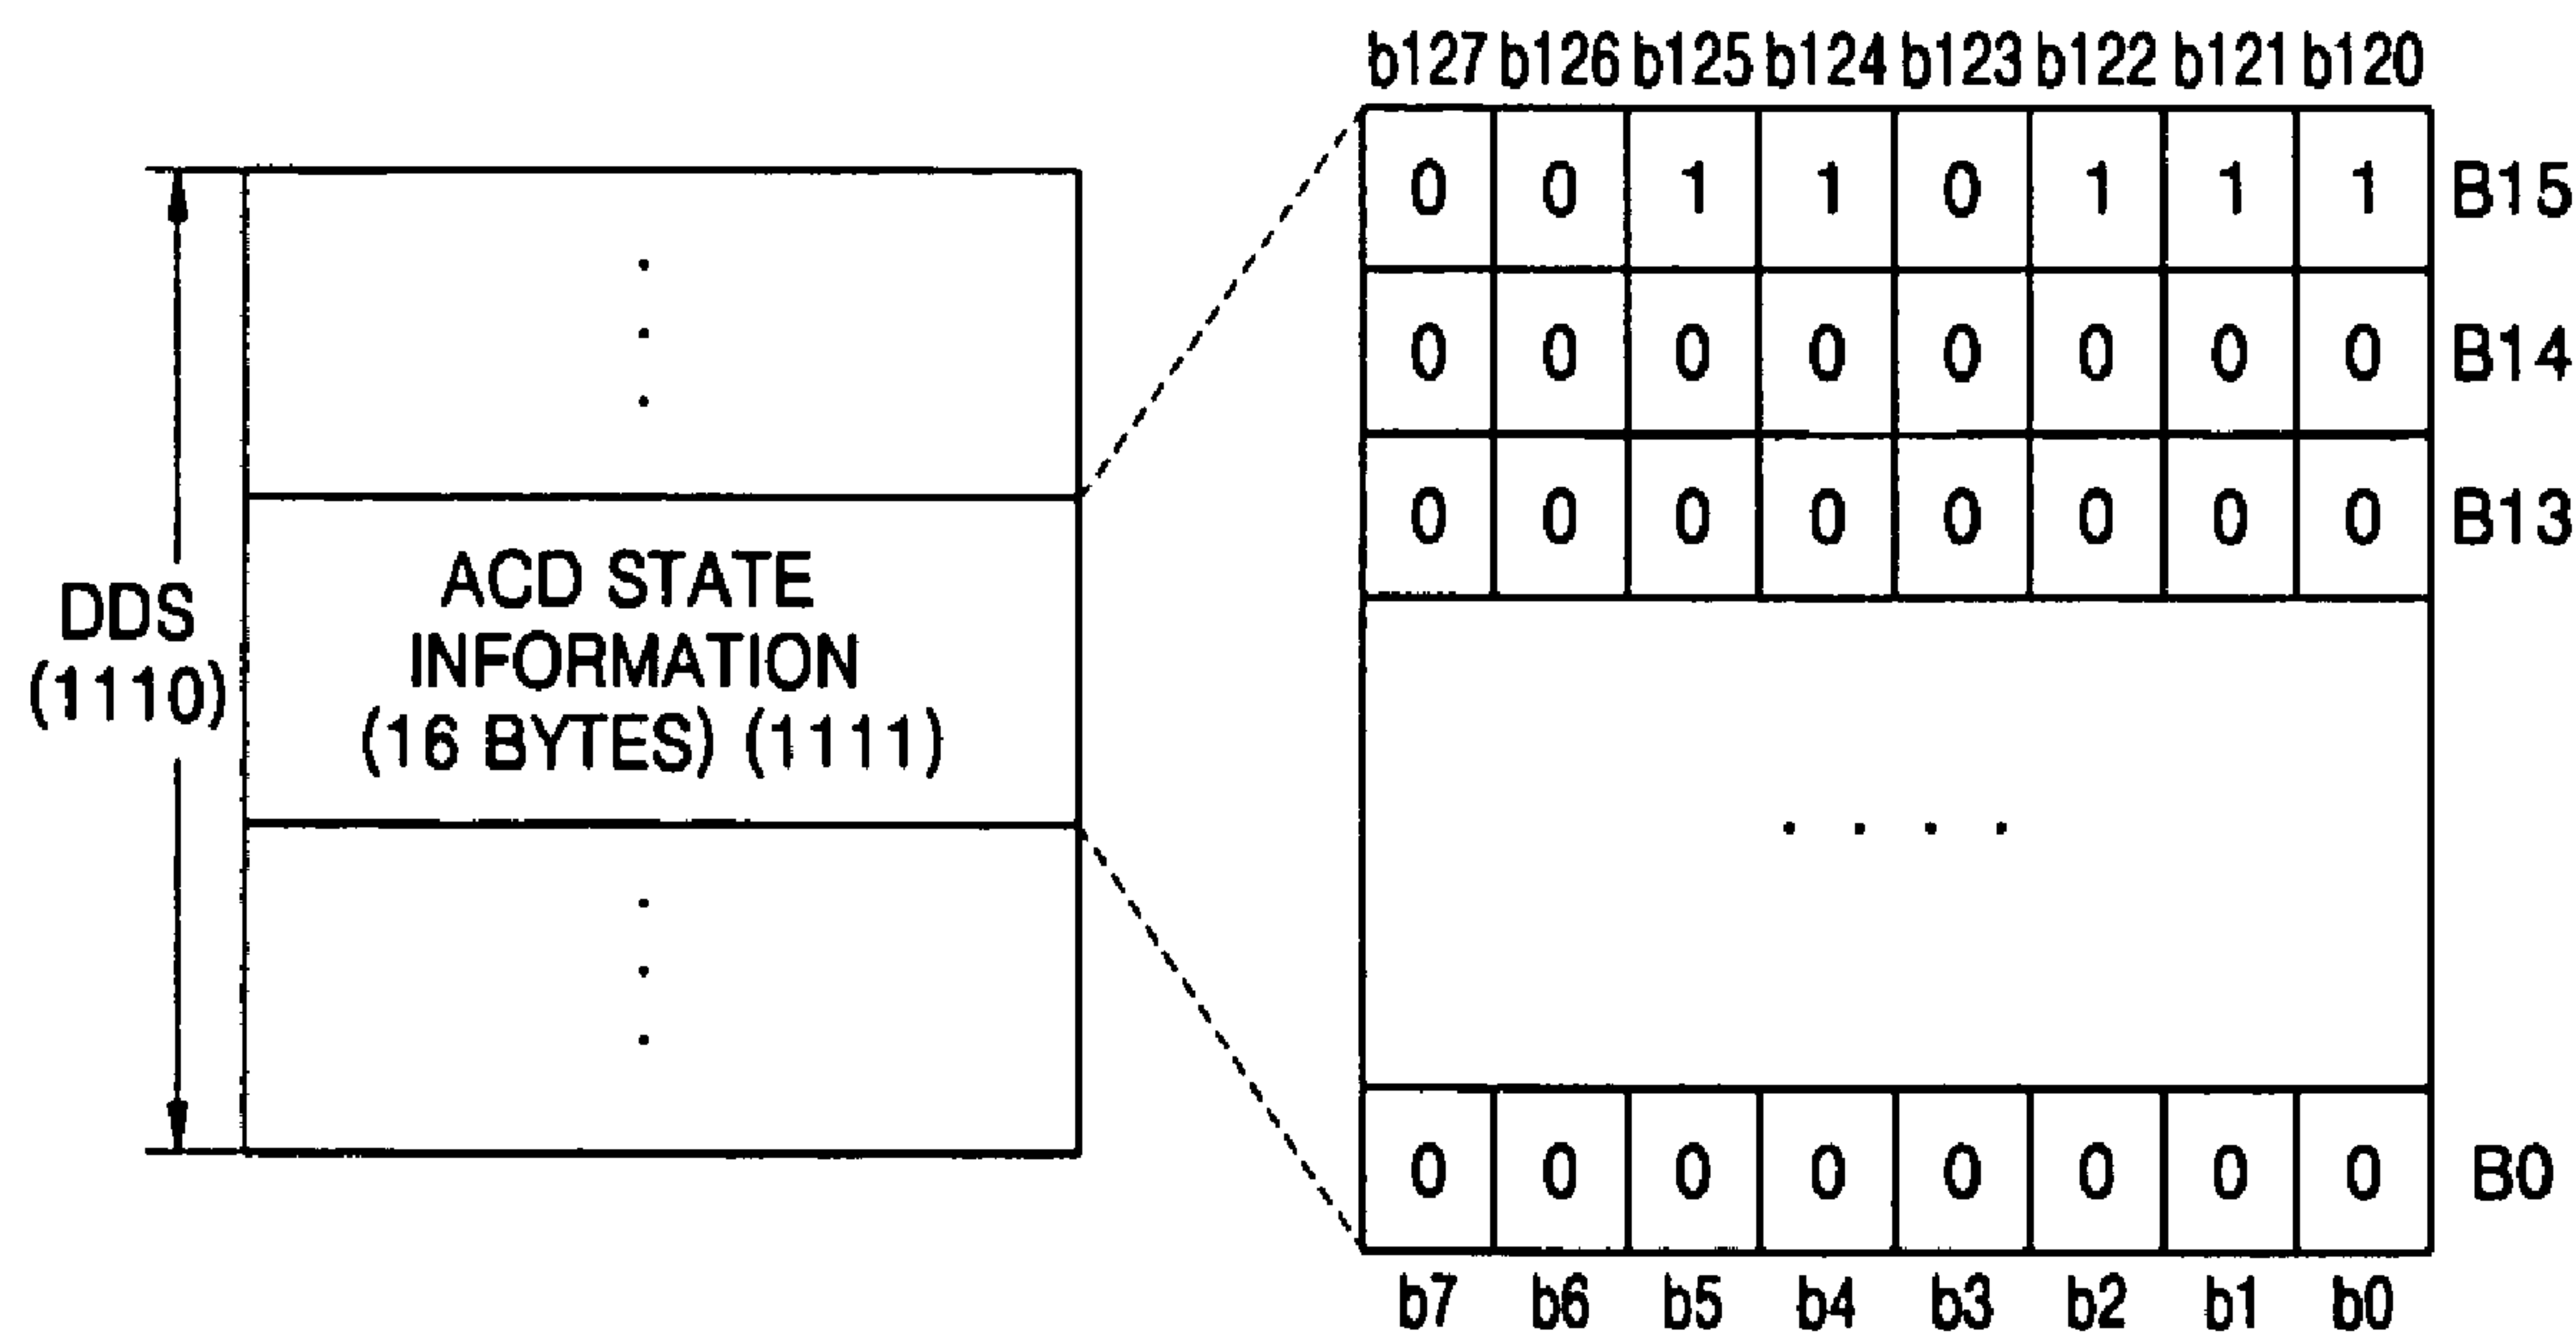 DDS
(1110)
ACD STATE
INFORMATION
(16 BYTES) (1111)
b127 b126 b125 b124 b123 b122 b121 b120
0 0 1 1 0 1 1 1 B15
0 0 0 0 0 0 0 0 B14
0 0 0 0 0 0 0 0 B13
. . . .
0 0 0 0 0 0 0 0 B0
b7 b6 b5 b4 b3 b2 b1 b0